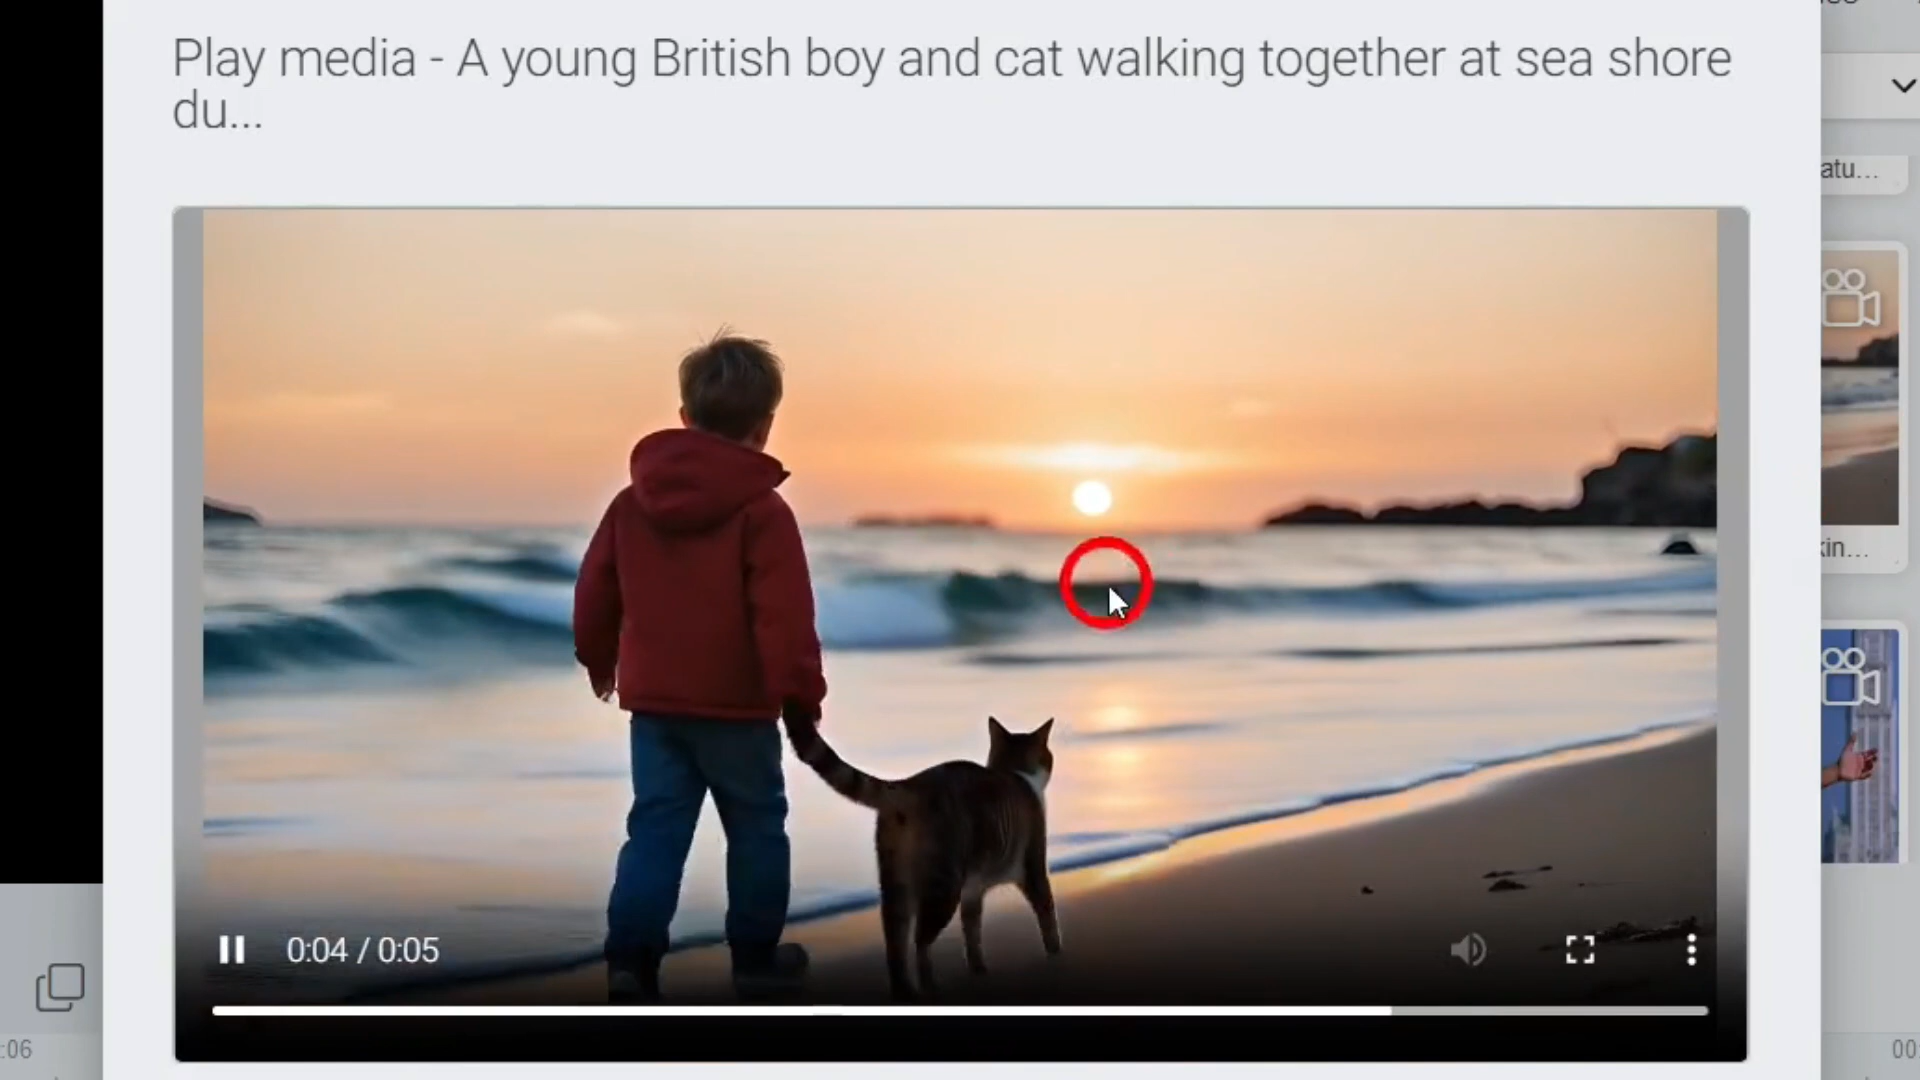 Play media - A young British boy and cat walking together at sea shore
du...
atu...
kin...
0:04 / 0:05
:06
00